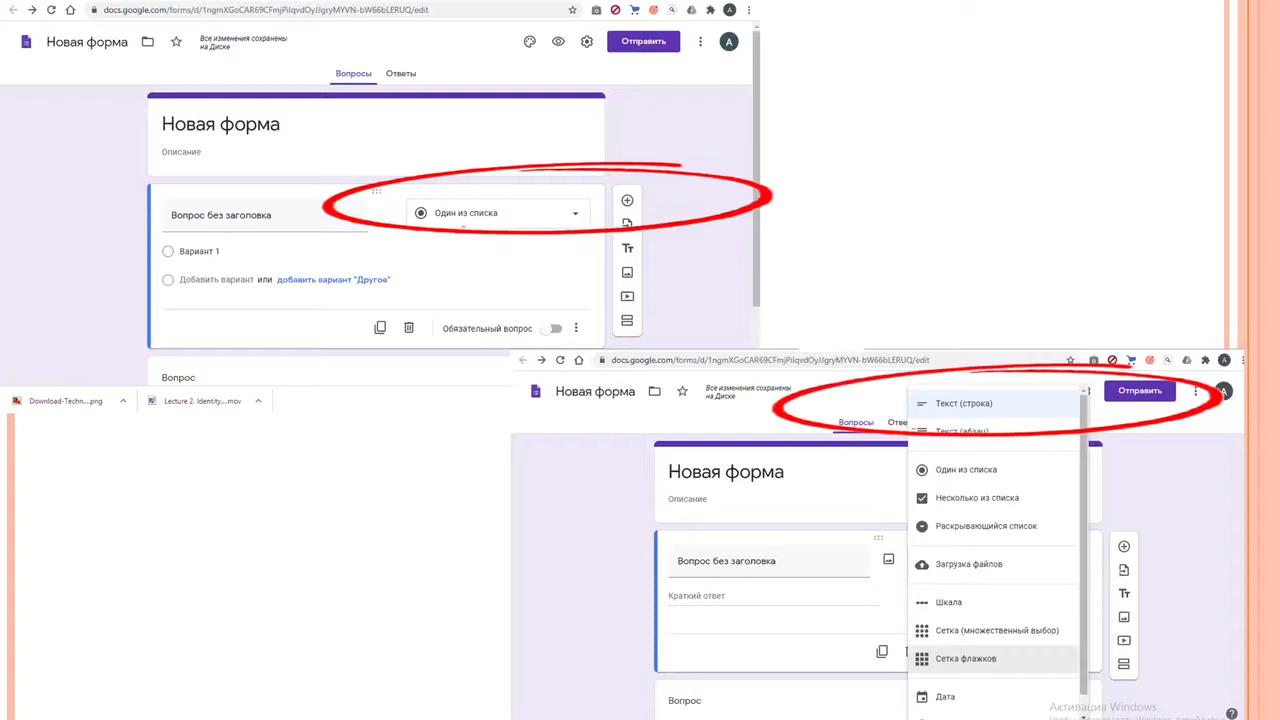 docs.google.com/forms/d/1ngmXGoCAR69CFmjPilqvdOyJJgryMYVN-bW66bLERUQ/edit
Новая форма
Все изменения сохранены
на Диске
Отправить
A
Вопросы
Ответы
Новая форма
Описание
Вопрос без заголовка
Один из списка
Вариант 1
Добавить вариант или добавить вариант "Другое"
Обязательный вопрос
Вопрос
Download-Techn....png
Lecture 2. Identity....mov
docs.google.com/forms/d/1ngmXGoCAR69CFmjPilqvdOyJJgryMYVN-bW66bLERUQ/edit
Новая форма
Все изменения сохранены
на Диске
Отправить
Вопросы
Отве
Текст (строка)
Текст (абзац)
Один из списка
Несколько из списка
Раскрывающийся список
Загрузка файлов
Шкала
Сетка (множественный выбор)
Сетка флажков
Дата
Новая форма
Описание
Вопрос без заголовка
Краткий ответ
Вопрос
Активация Windows